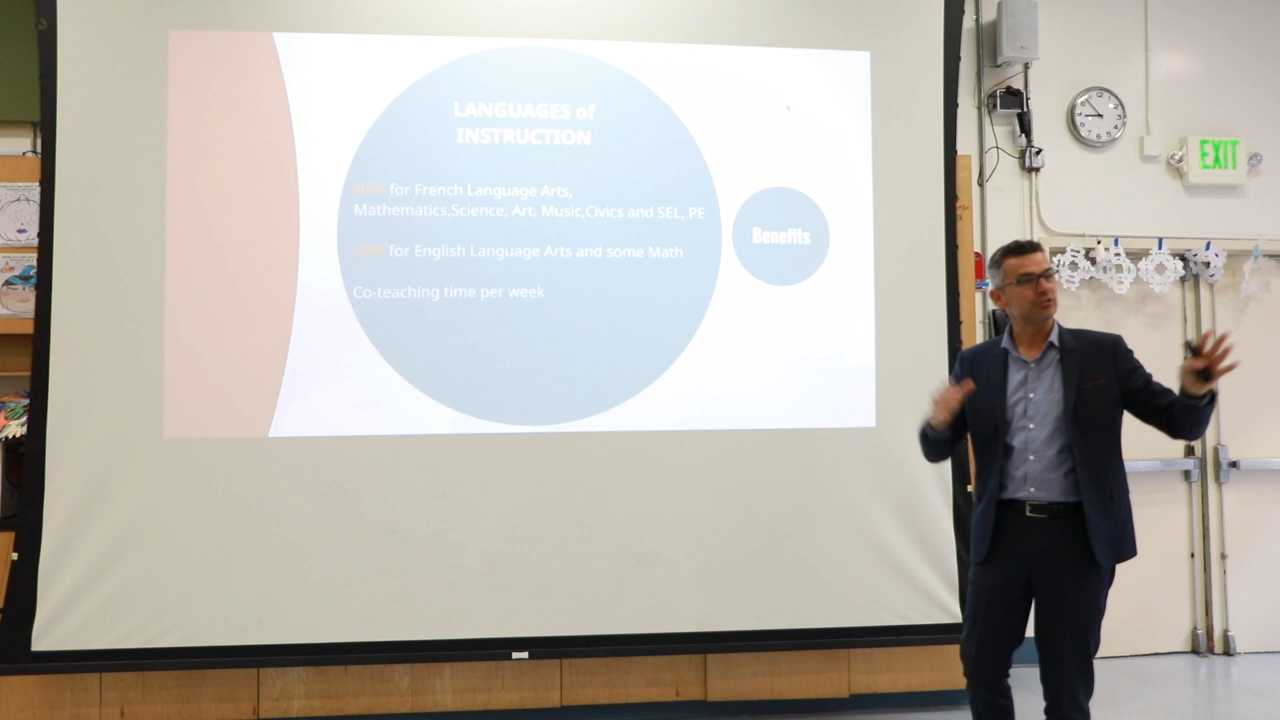 LANGUAGES of
INSTRUCTION
for French Language Arts,
Mathematics,Science, Art, Music,Civics and SEL, PE
for English Language Arts and some Math
Co-teaching time per week
Benefits
EXIT